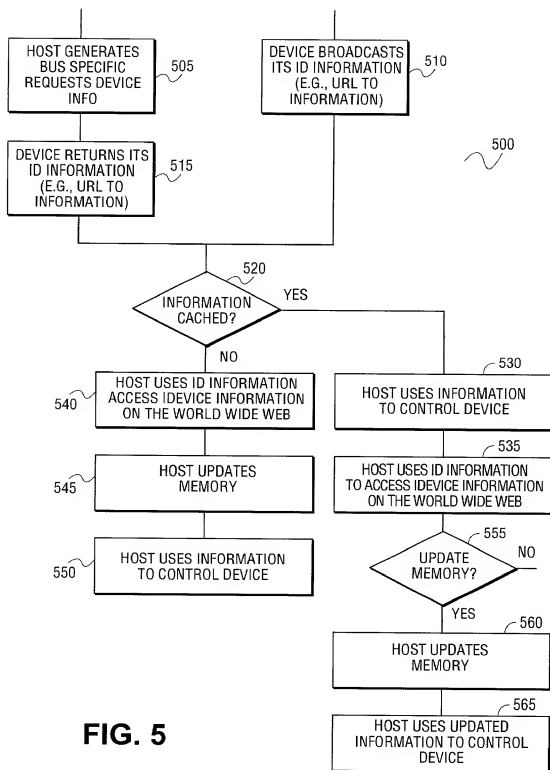 HOST GENERATES
BUS SPECIFIC
REQUESTS DEVICE
INFO
505
DEVICE BROADCASTS
ITS ID INFORMATION
(E.G., URL TO
INFORMATION)
510
DEVICE RETURNS ITS
ID INFORMATION
(E.G., URL TO
INFORMATION)
515
500
520
INFORMATION
CACHED?
YES
NO
540
HOST USES ID INFORMATION
ACCESS IDEVICE INFORMATION
ON THE WORLD WIDE WEB
530
HOST USES INFORMATION
TO CONTROL DEVICE
545
HOST UPDATES
MEMORY
535
HOST USES ID INFORMATION
TO ACCESS IDEVICE INFORMATION
ON THE WORLD WIDE WEB
550
HOST USES INFORMATION
TO CONTROL DEVICE
555
UPDATE
MEMORY?
NO
YES
560
HOST UPDATES
MEMORY
565
HOST USES UPDATED
INFORMATION TO CONTROL
DEVICE
FIG. 5